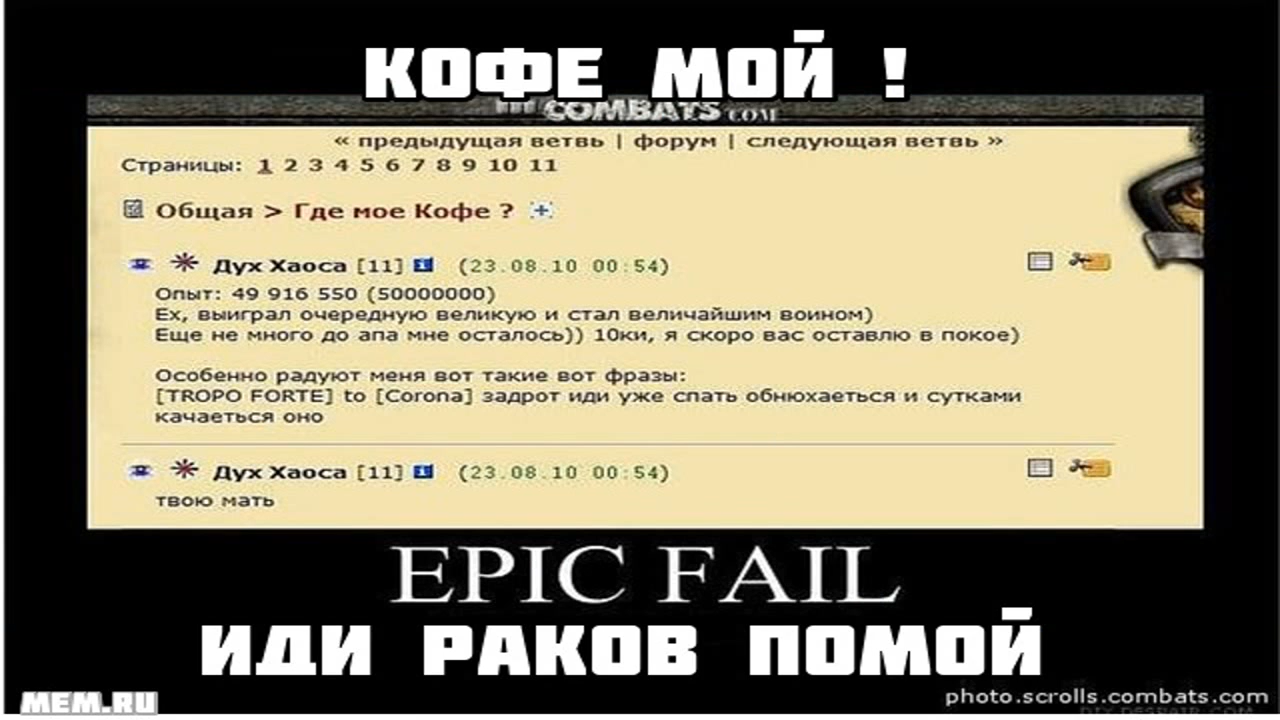 КОФЕ МОЙ !
COMBATS.COM
« предыдущая ветвь | форум | следующая ветвь »
Страницы: 1 2 3 4 5 6 7 8 9 10 11
Общая > Где мое Кофе ?
Дух Хаоса [11] (23.08.10 00:54)
Опыт: 49 916 550 (50000000)
Ех, выиграл очередную великую и стал величайшим воином)
Еще не много до апа мне осталось)) 10ки, я скоро вас оставлю в покое)
Особенно радуют меня вот такие вот фразы:
[TROPO FORTE] to [Corona] задрот иди уже спать обнюхаеться и сутками
качаеться оно
Дух Хаоса [11] (23.08.10 00:54)
твою мать
EPIC FAIL
ИДИ РАКОВ ПОМОЙ
MEM.RU
photo.scrolls.combats.com